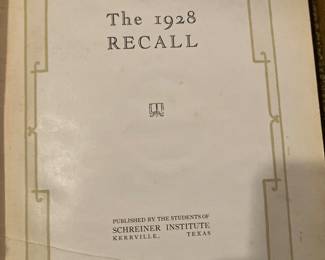 The 1928
RECALL
PUBLISHED BY THE STUDENTS OF
SCHREINER INSTITUTE
KERRVILLE, TEXAS